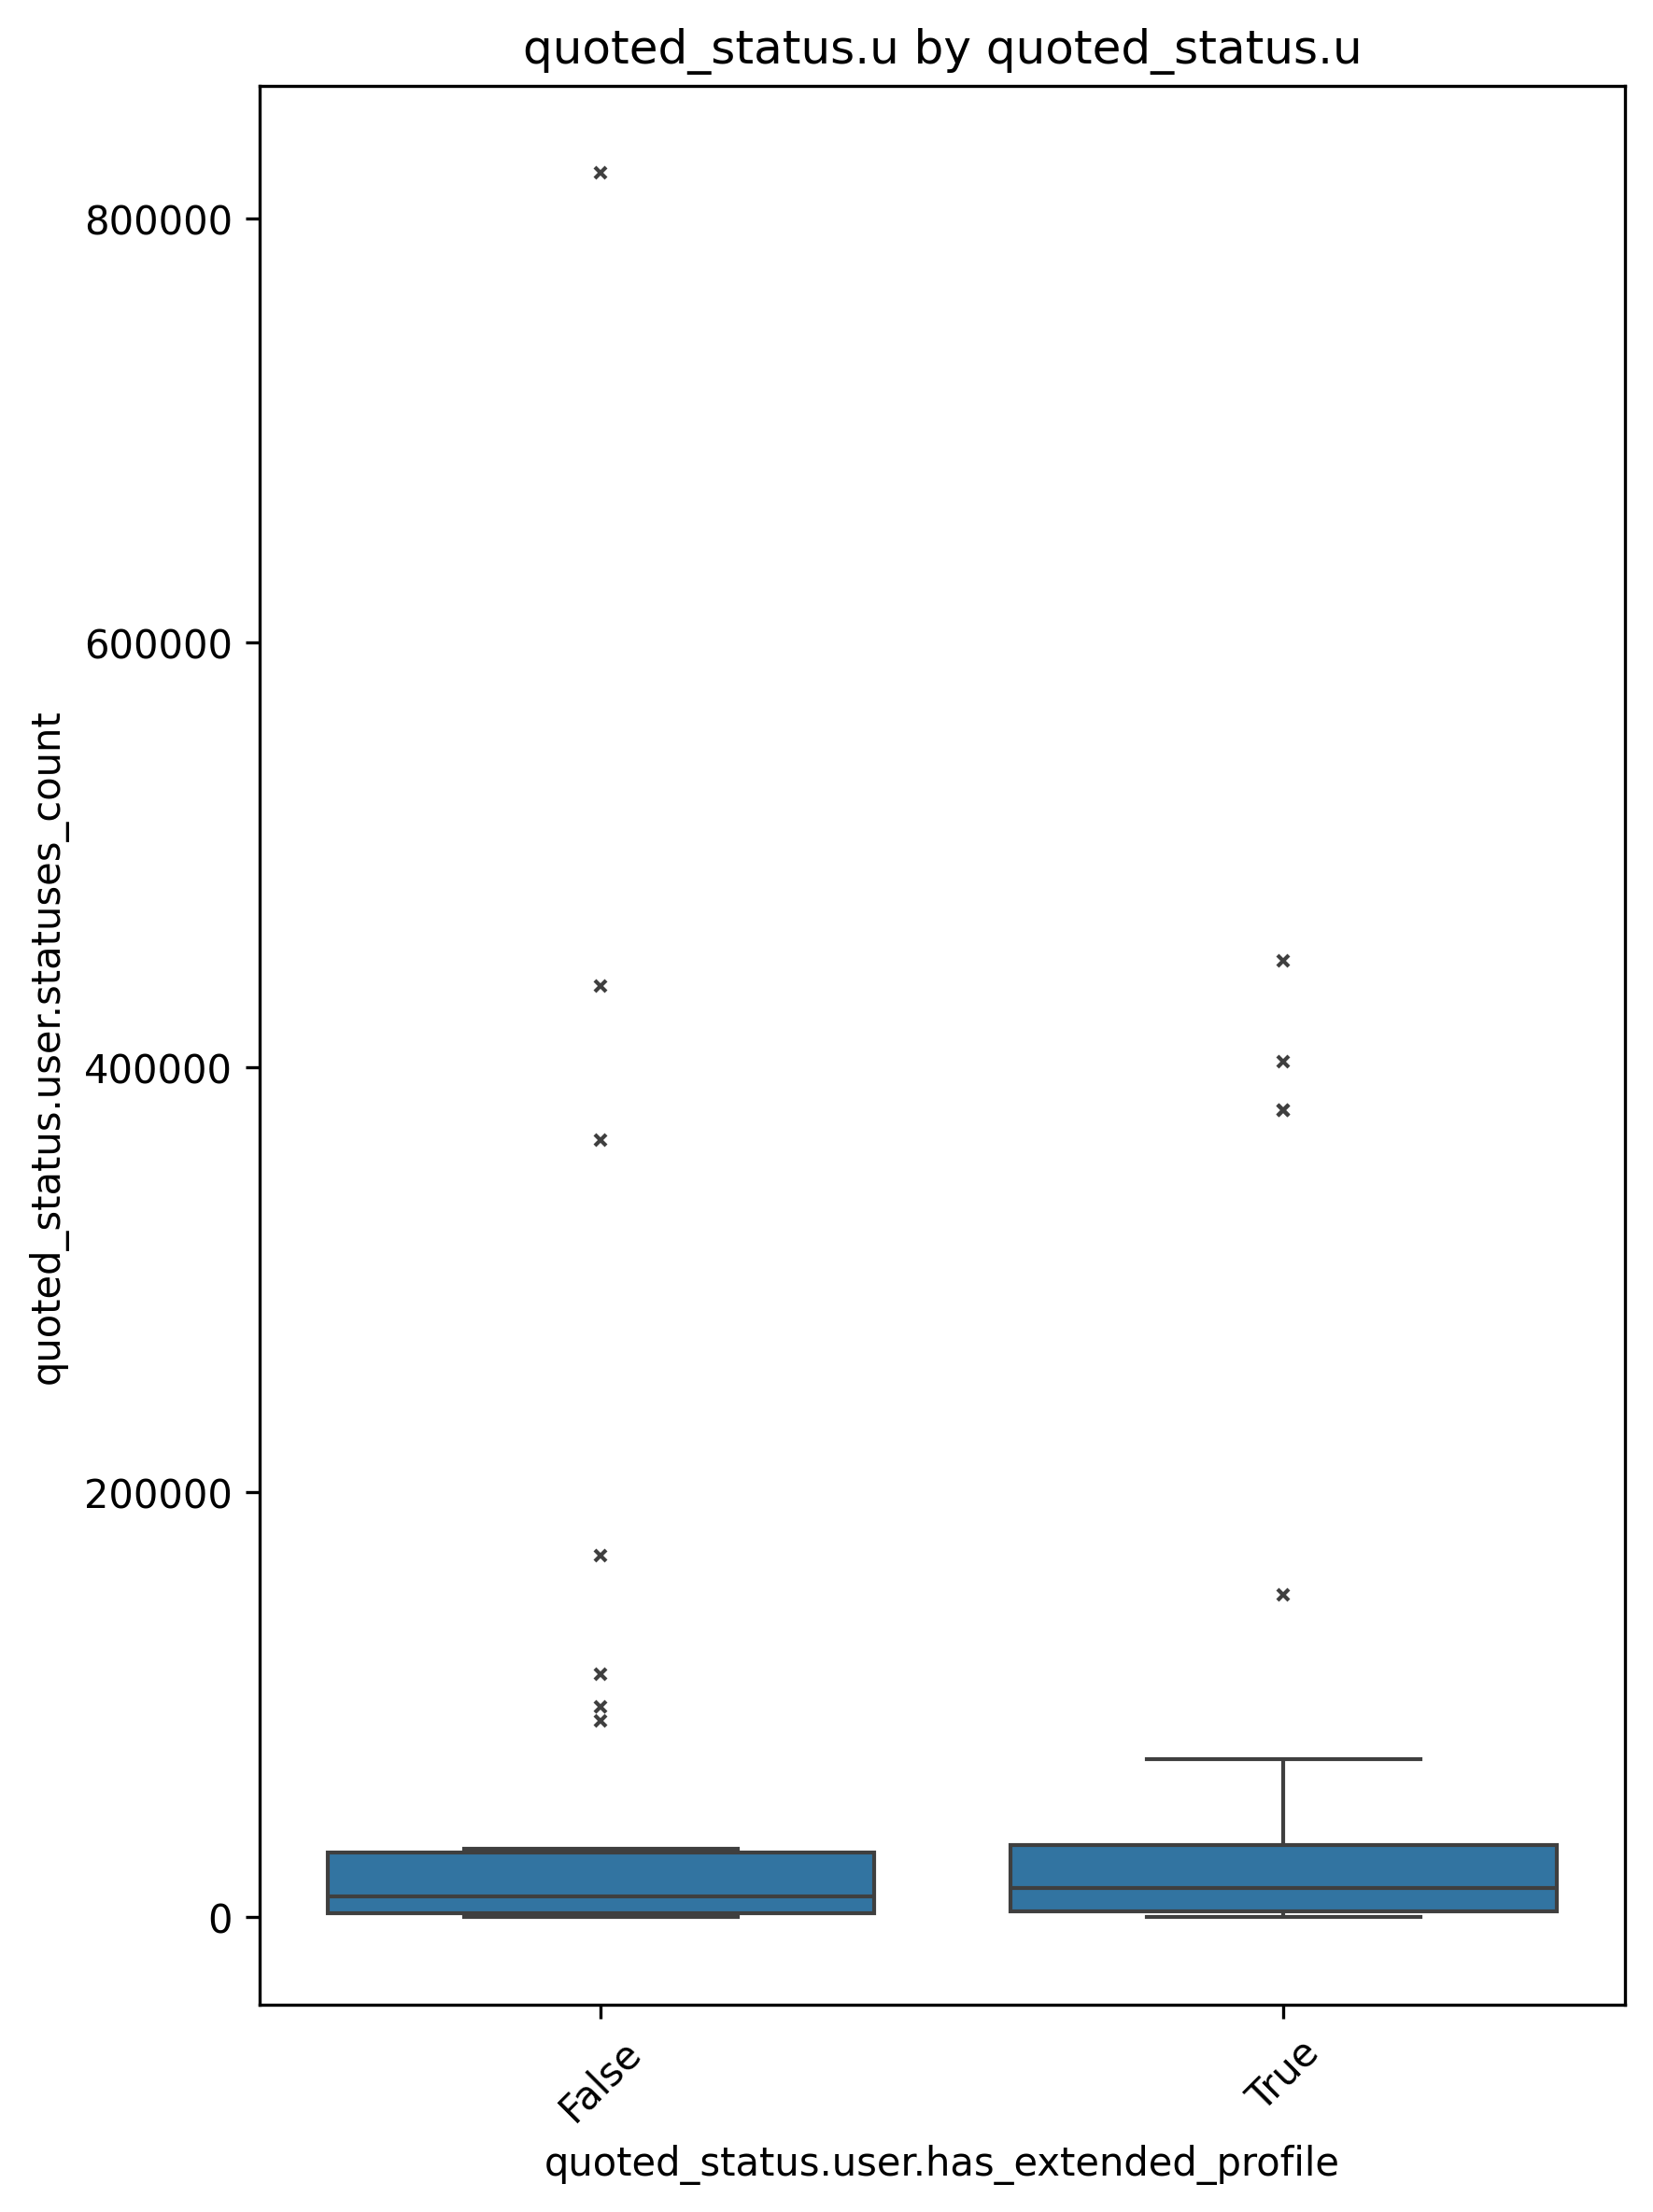 quoted_status.u by quoted_status.u
800000
600000
400000
200000
0
quoted_status.user.statuses_count
False
True
quoted_status.user.has_extended_profile